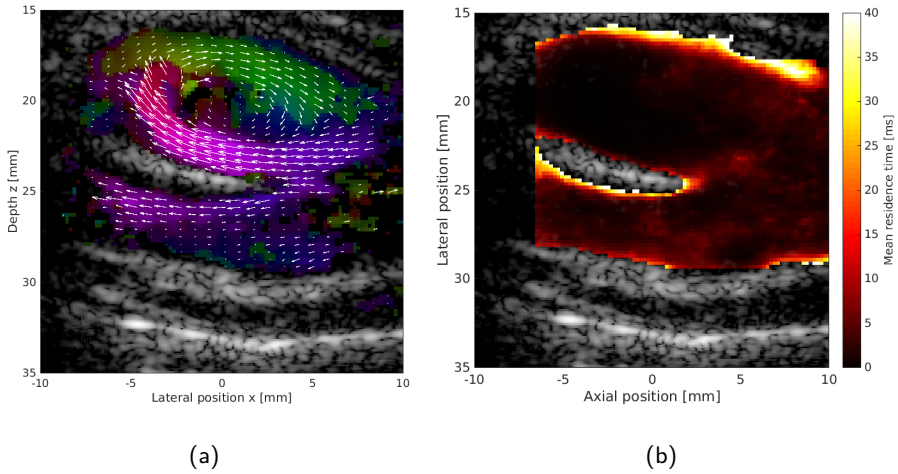 15
20
25
30
35
Depth z [mm]
-10 -5 0 5 10
Lateral position x [mm]
(a)
15
20
25
30
35
Lateral position [mm]
-10 -5 0 5 10
Axial position [mm]
(b)
40
35
30
25
20
15
10
5
0
Mean residence time [ms]